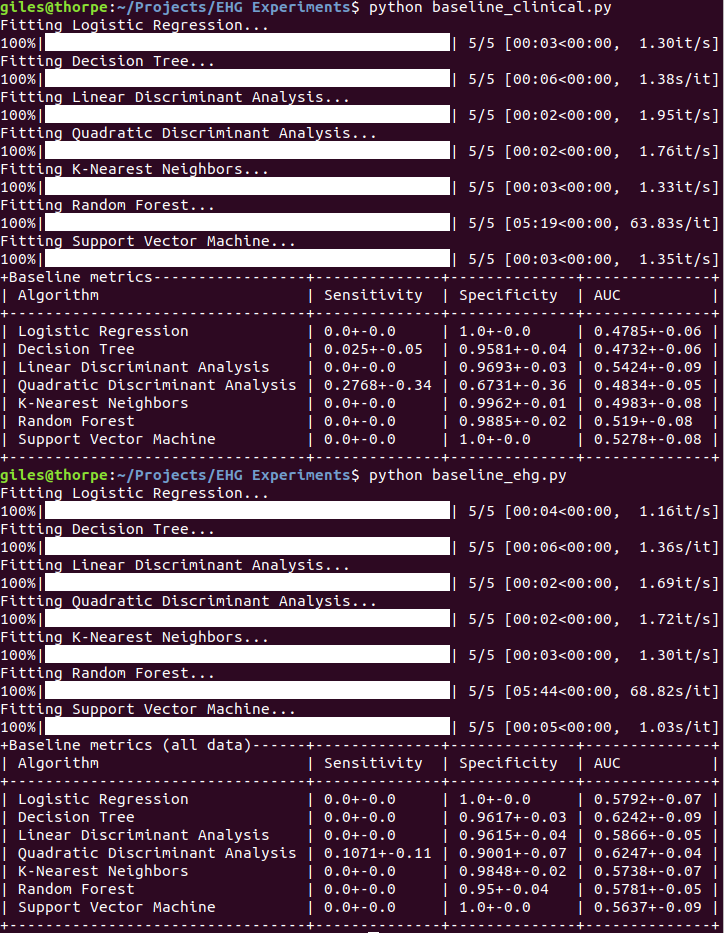 giles@thorpe:~/Projects/EHG Experiments$ python baseline_clinical.py
Fitting Logistic Regression...
100%| | 5/5 [00:03<00:00,  1.30it/s]
Fitting Decision Tree...
100%| | 5/5 [00:06<00:00,  1.38s/it]
Fitting Linear Discriminant Analysis...
100%| | 5/5 [00:02<00:00,  1.95it/s]
Fitting Quadratic Discriminant Analysis...
100%| | 5/5 [00:02<00:00,  1.76it/s]
Fitting K-Nearest Neighbors...
100%| | 5/5 [00:03<00:00,  1.33it/s]
Fitting Random Forest...
100%| | 5/5 [05:19<00:00, 63.83s/it]
Fitting Support Vector Machine...
100%| | 5/5 [00:03<00:00,  1.35it/s]
+Baseline metrics------------------+--------------+--------------+--------------+
| Algorithm                       | Sensitivity  | Specificity  | AUC          |
+---------------------------------+--------------+--------------+--------------+
| Logistic Regression             | 0.0+-0.0     | 1.0+-0.0     | 0.4785+-0.06 |
| Decision Tree                   | 0.025+-0.05  | 0.9581+-0.04 | 0.4732+-0.06 |
| Linear Discriminant Analysis    | 0.0+-0.0     | 0.9693+-0.03 | 0.5424+-0.09 |
| Quadratic Discriminant Analysis | 0.2768+-0.34 | 0.6731+-0.36 | 0.4834+-0.05 |
| K-Nearest Neighbors             | 0.0+-0.0     | 0.9962+-0.01 | 0.4983+-0.08 |
| Random Forest                   | 0.0+-0.0     | 0.9885+-0.02 | 0.519+-0.08  |
| Support Vector Machine          | 0.0+-0.0     | 1.0+-0.0     | 0.5278+-0.08 |
+---------------------------------+--------------+--------------+--------------+
giles@thorpe:~/Projects/EHG Experiments$ python baseline_ehg.py
Fitting Logistic Regression...
100%| | 5/5 [00:04<00:00,  1.16it/s]
Fitting Decision Tree...
100%| | 5/5 [00:06<00:00,  1.36s/it]
Fitting Linear Discriminant Analysis...
100%| | 5/5 [00:02<00:00,  1.69it/s]
Fitting Quadratic Discriminant Analysis...
100%| | 5/5 [00:02<00:00,  1.72it/s]
Fitting K-Nearest Neighbors...
100%| | 5/5 [00:03<00:00,  1.30it/s]
Fitting Random Forest...
100%| | 5/5 [05:44<00:00, 68.82s/it]
Fitting Support Vector Machine...
100%| | 5/5 [00:05<00:00,  1.03it/s]
+Baseline metrics (all data)------+--------------+--------------+--------------+
| Algorithm                       | Sensitivity  | Specificity  | AUC          |
+---------------------------------+--------------+--------------+--------------+
| Logistic Regression             | 0.0+-0.0     | 1.0+-0.0     | 0.5792+-0.07 |
| Decision Tree                   | 0.0+-0.0     | 0.9617+-0.03 | 0.6242+-0.09 |
| Linear Discriminant Analysis    | 0.0+-0.0     | 0.9615+-0.04 | 0.5866+-0.05 |
| Quadratic Discriminant Analysis | 0.1071+-0.11 | 0.9001+-0.07 | 0.6247+-0.04 |
| K-Nearest Neighbors             | 0.0+-0.0     | 0.9848+-0.02 | 0.5738+-0.07 |
| Random Forest                   | 0.0+-0.0     | 0.95+-0.04   | 0.5781+-0.05 |
| Support Vector Machine          | 0.0+-0.0     | 1.0+-0.0     | 0.5637+-0.09 |
+---------------------------------+--------------+--------------+--------------+